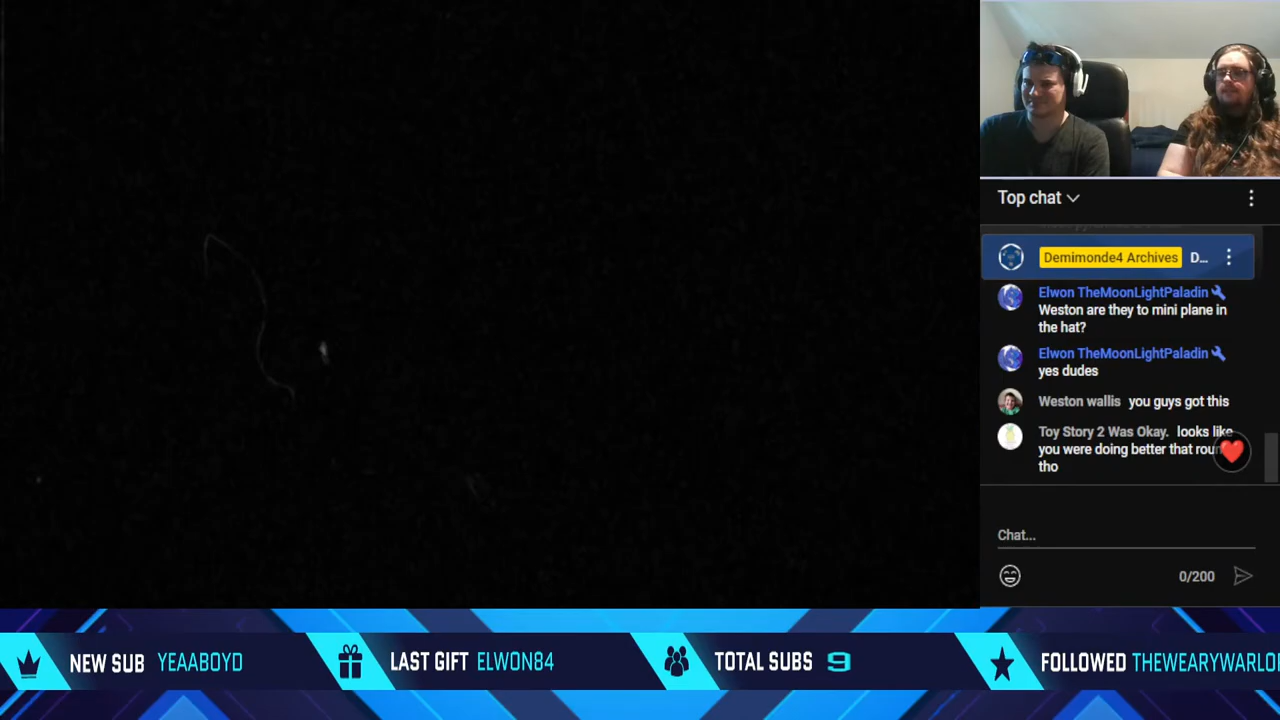 Top chat
Demimonde4 Archives D...
Elwon TheMoonLightPaladin
Weston are they to mini plane in
the hat?
Elwon TheMoonLightPaladin
yes dudes
Weston wallis you guys got this
Toy Story 2 Was Okay. looks like
you were doing better that
tho
Chat...
0/200
NEW SUB YEAABOYD
LAST GIFT ELWON84
TOTAL SUBS 9
FOLLOWED THEWEARYWARLO